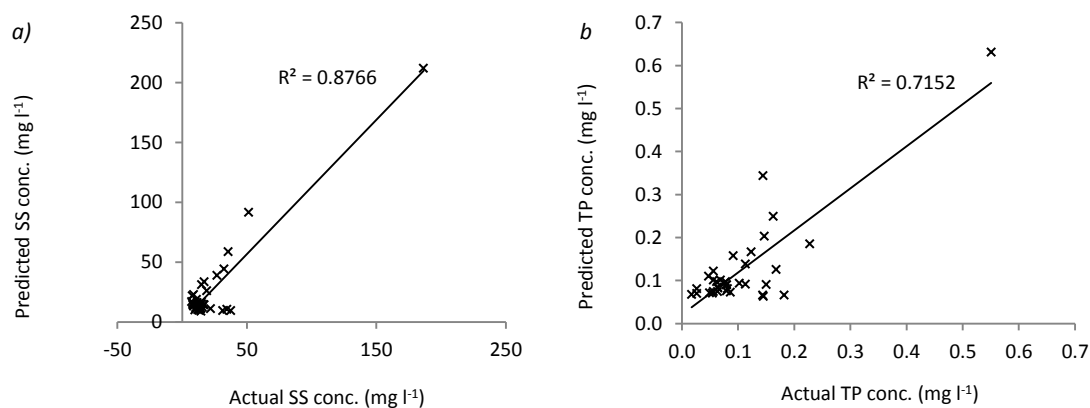 a)
250
200
150
100
50
0
R² = 0.8766
-50 50 150 250
Predicted SS conc. (mg l⁻¹)
Actual SS conc. (mg l⁻¹)
b
0.7
0.6
0.5
0.4
0.3
0.2
0.1
0.0
R² = 0.7152
0.0 0.1 0.2 0.3 0.4 0.5 0.6 0.7
Predicted TP conc. (mg l⁻¹)
Actual TP conc. (mg l⁻¹)